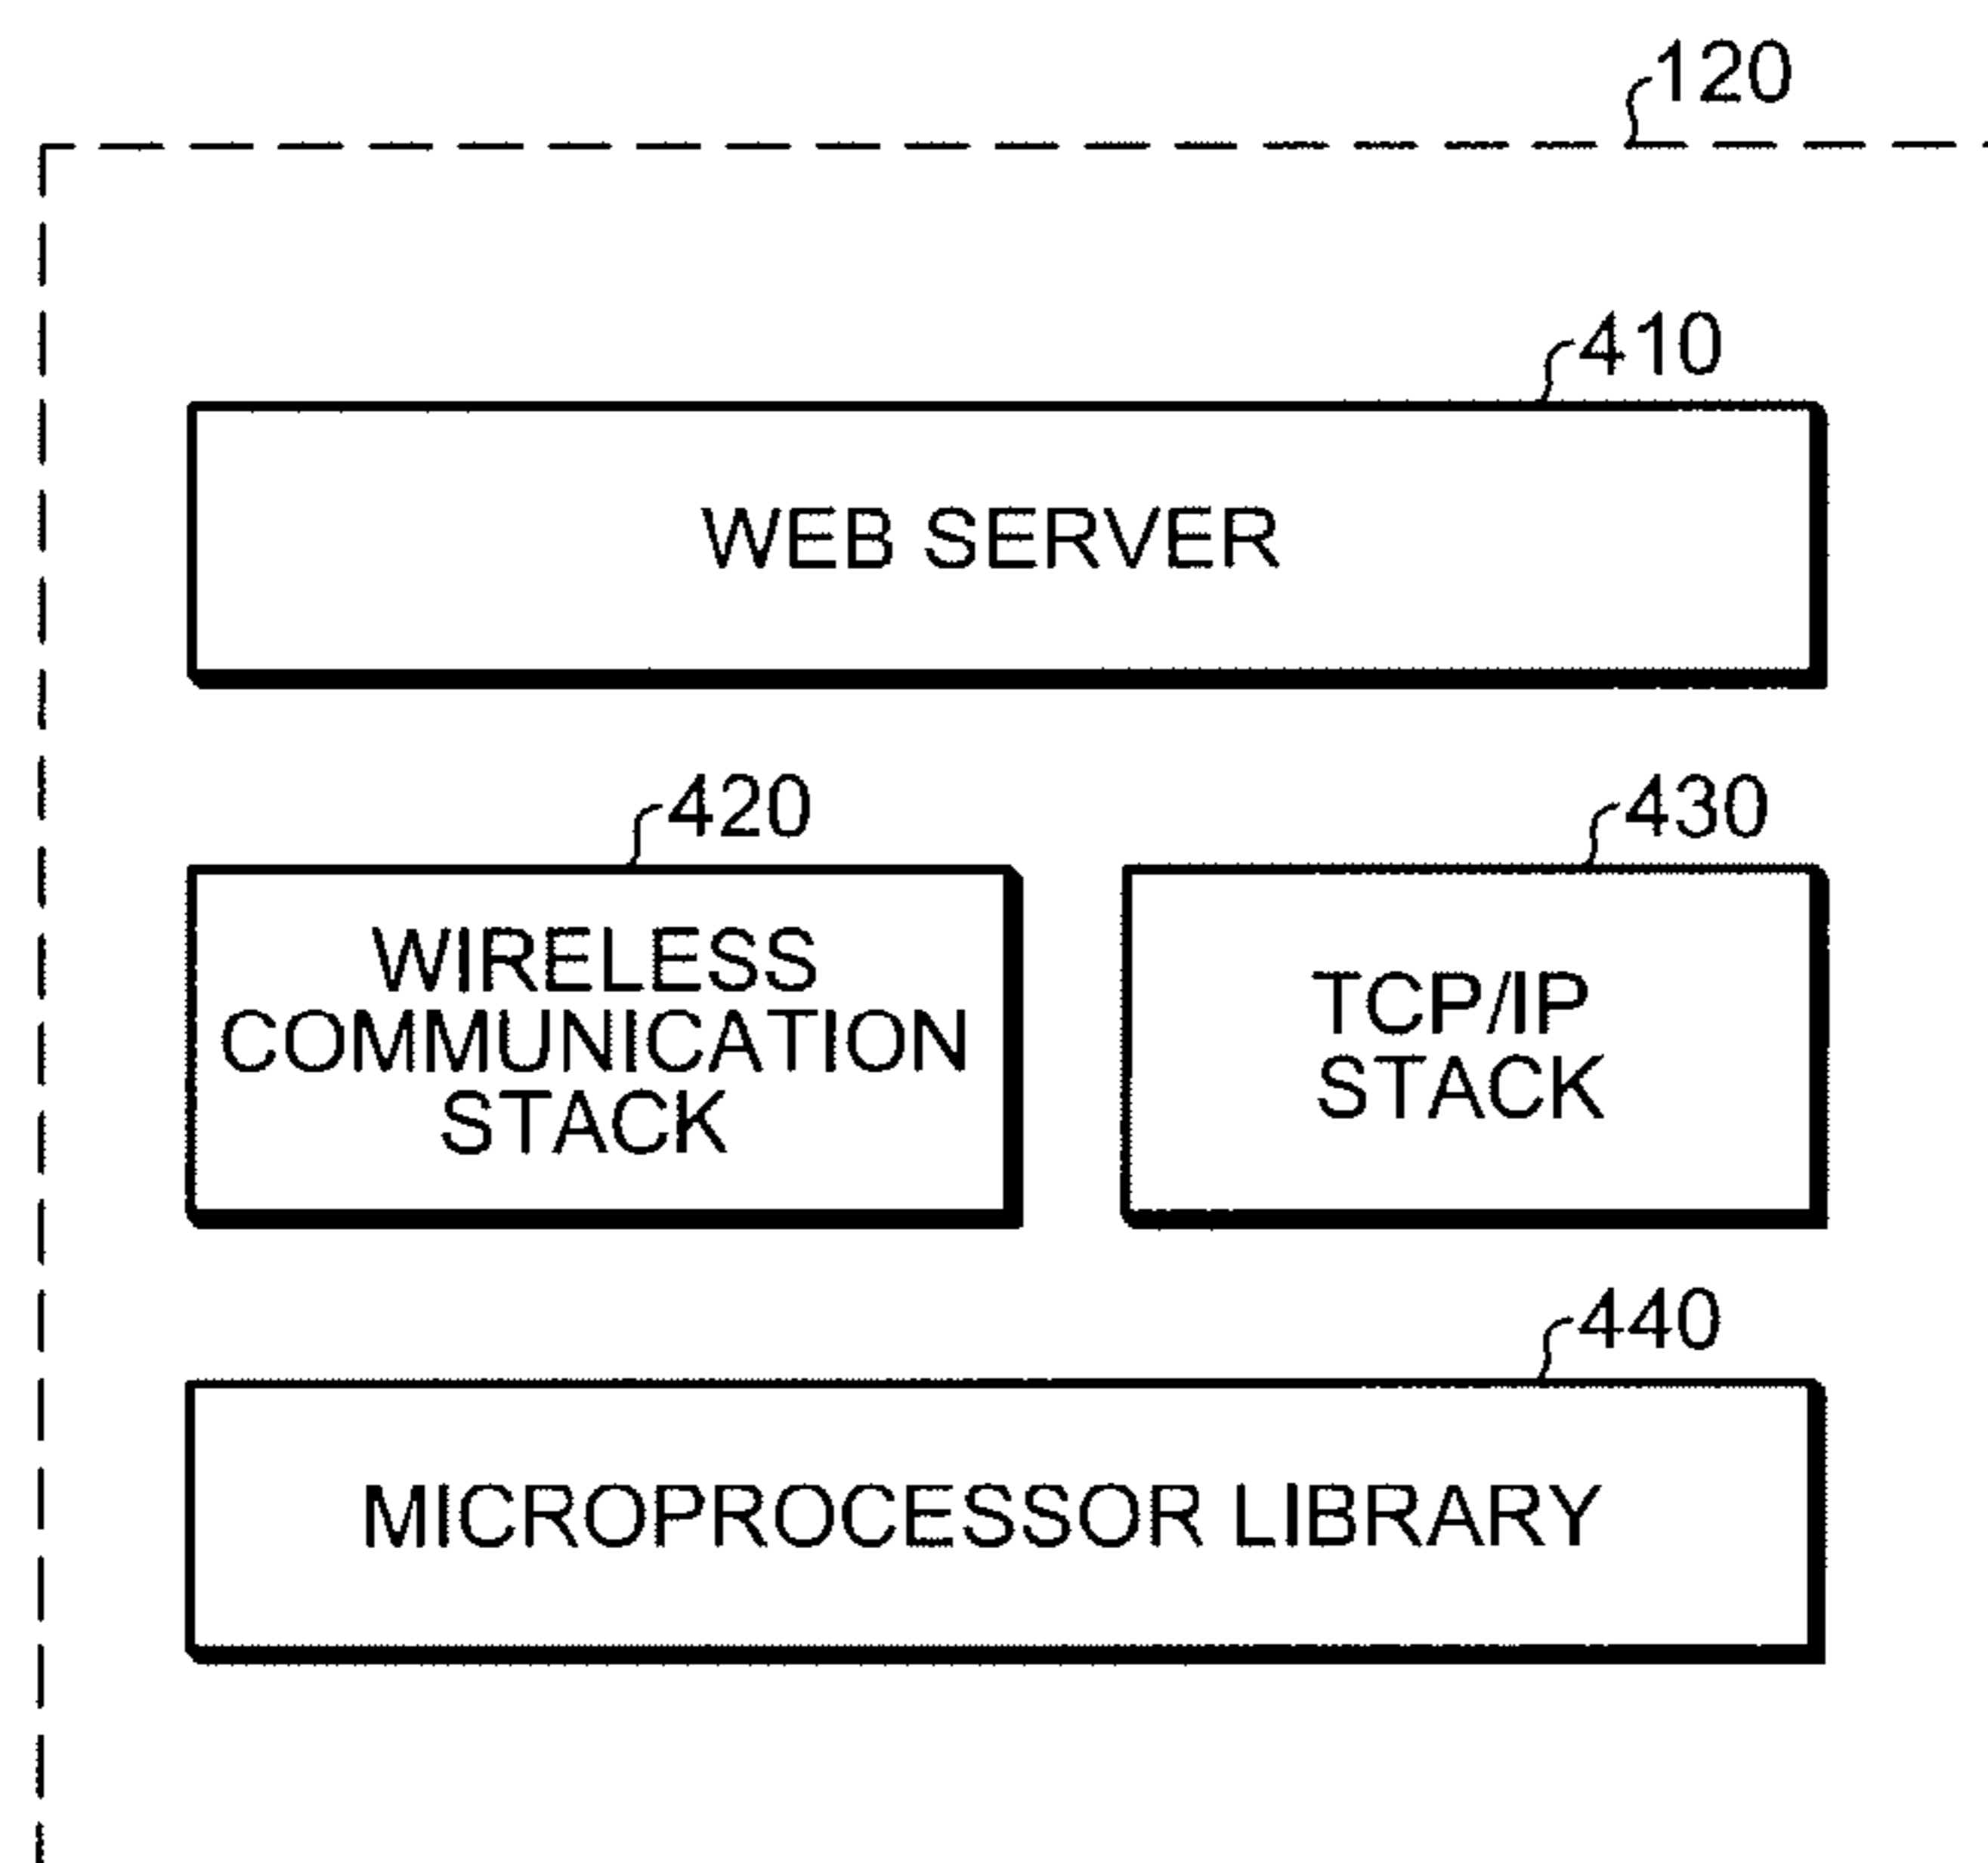 120
410
WEB SERVER
420
430
WIRELESS
COMMUNICATION
STACK
TCP/IP
STACK
440
MICROPROCESSOR LIBRARY